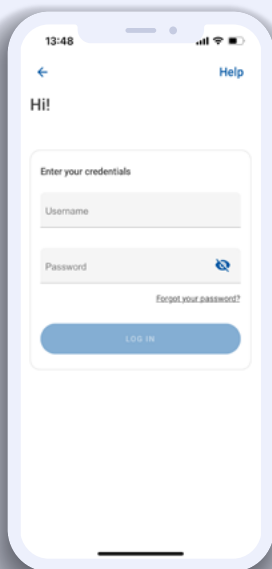 13:48
Help
Hi!
Enter your credentials
Username
Password
Forgot your password?
LOG IN